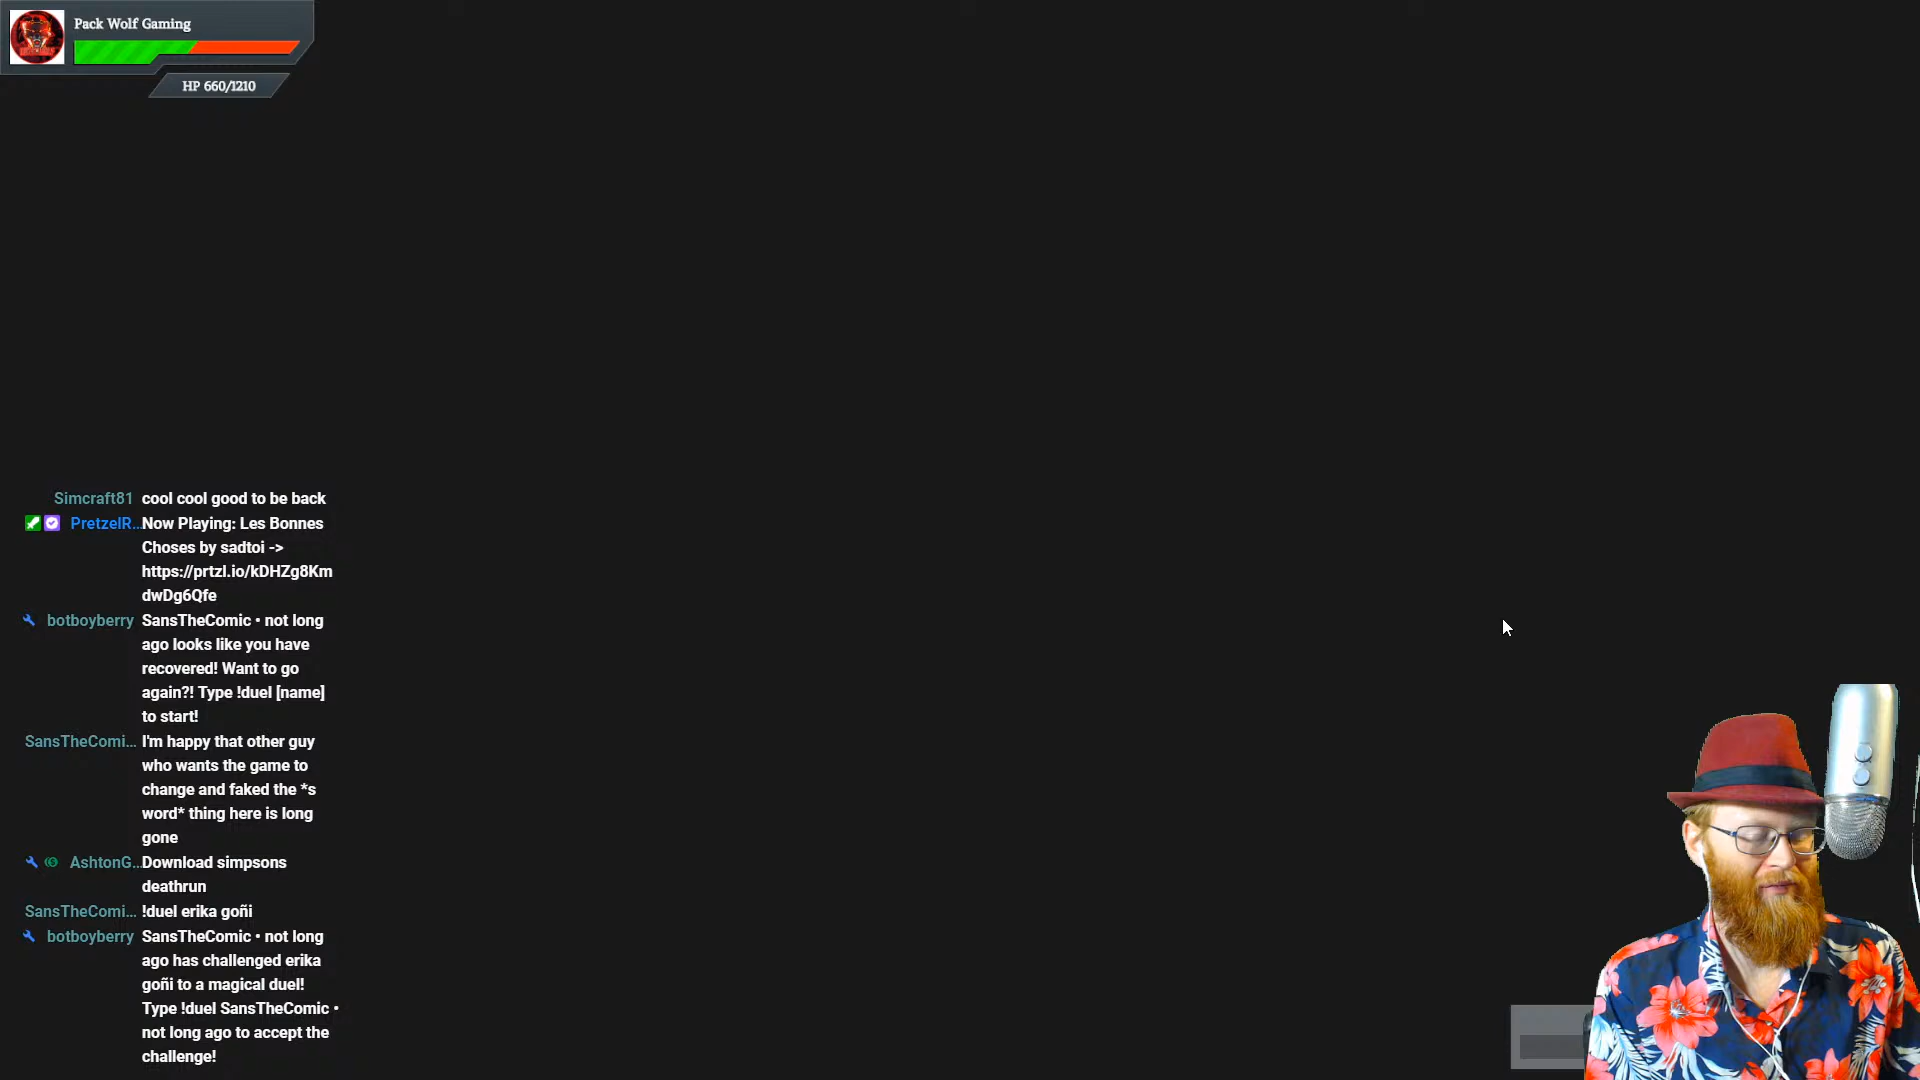 Pack Wolf Gaming
HP 660/1210
Simcraft81 cool cool good to be back
PretzelR... Now Playing: Les Bonnes
Choses by sadtoi ->
https://prtzl.io/kDHZg8Km
dwDg6Qfe
botboyberry SansTheComic • not long
ago looks like you have
recovered! Want to go
again?! Type !duel [name]
to start!
SansTheComi... I'm happy that other guy
who wants the game to
change and faked the *s
word* thing here is long
gone
AshtonG... Download simpsons
deathrun
SansTheComi... !duel erika goñi
botboyberry SansTheComic • not long
ago has challenged erika
goñi to a magical duel!
Type !duel SansTheComic •
not long ago to accept the
challenge!